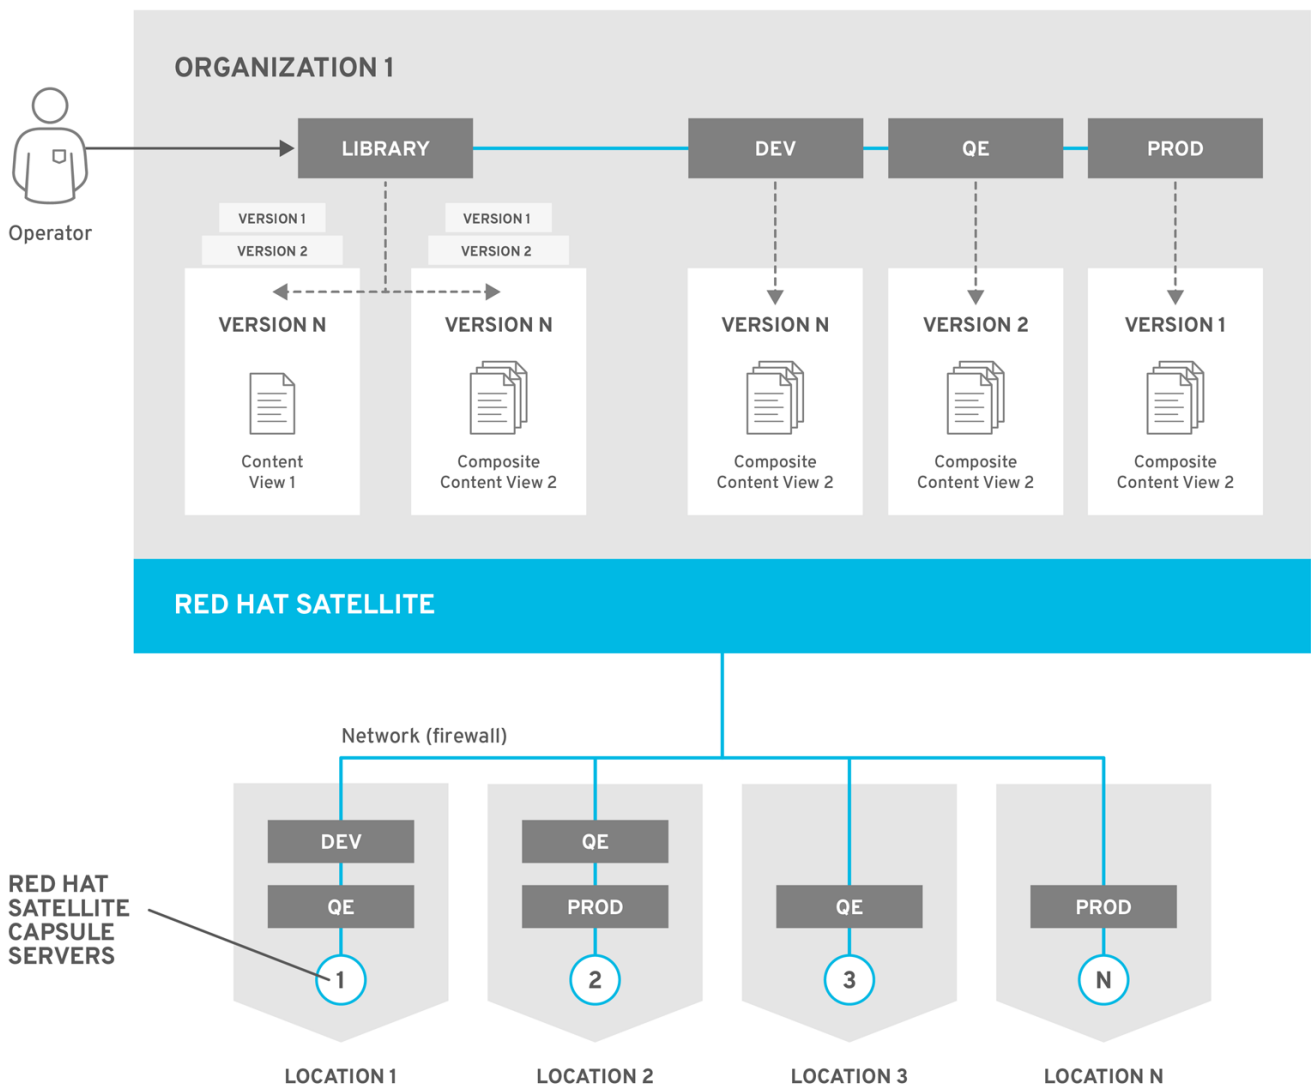 ORGANIZATION 1
LIBRARY
DEV
QE
PROD
Operator
VERSION 1
VERSION 2
VERSION 1
VERSION 2
VERSION N
Content
View 1
VERSION N
Composite
Content View 2
VERSION N
Composite
Content View 2
VERSION 2
Composite
Content View 2
VERSION 1
Composite
Content View 2
RED HAT SATELLITE
Network (firewall)
RED HAT
SATELLITE
CAPSULE
SERVERS
DEV
QE
1
LOCATION 1
QE
PROD
2
LOCATION 2
QE
3
LOCATION 3
PROD
N
LOCATION N